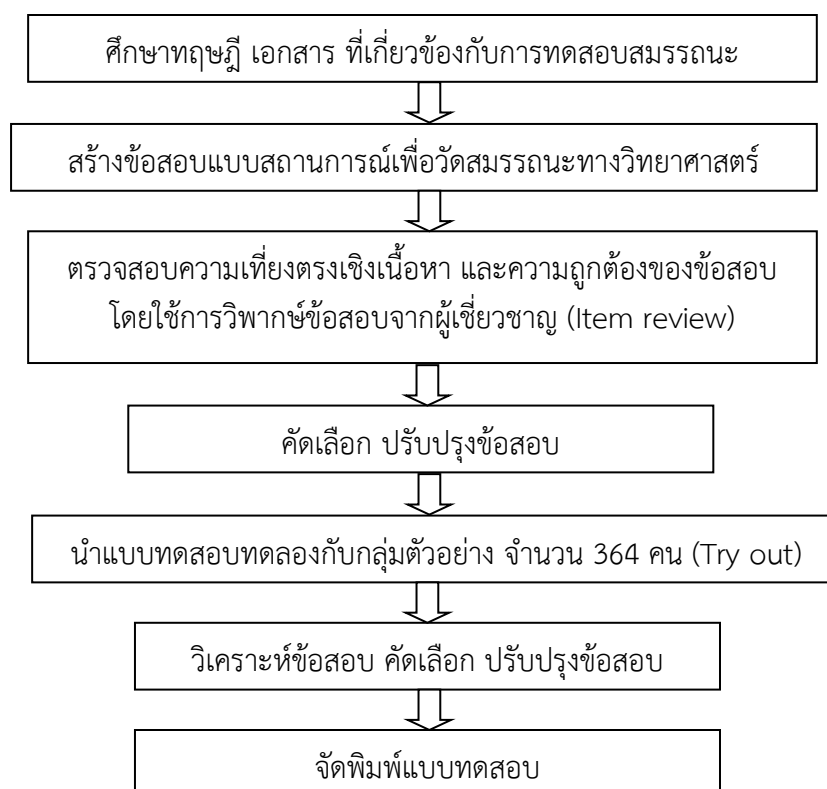 ศึกษาทฤษฎี เอกสาร ที่เกี่ยวข้องกับการทดสอบสมรรถนะ
สร้างข้อสอบแบบสถานการณ์เพื่อวัดสมรรถนะทางวิทยาศาสตร์
ตรวจสอบความเที่ยงตรงเชิงเนื้อหา และความถูกต้องของข้อสอบ
โดยใช้การวิพากษ์ข้อสอบจากผู้เชี่ยวชาญ (Item review)
คัดเลือก ปรับปรุงข้อสอบ
นำแบบทดสอบทดลองกับกลุ่มตัวอย่าง จำนวน 364 คน (Try out)
วิเคราะห์ข้อสอบ คัดเลือก ปรับปรุงข้อสอบ
จัดพิมพ์แบบทดสอบ